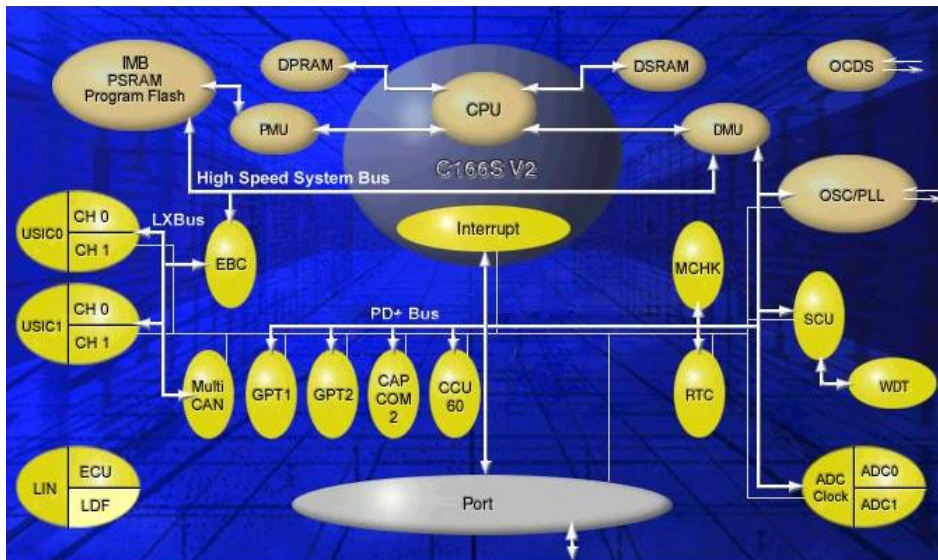 IMB
PSRAM
Program Flash
DPRAM
DSRAM
OCDS
CPU
PMU
DMU
C166S V2
High Speed System Bus
OSC/PLL
USIC0
CH 0
CH 1
LXBus
Interrupt
EBC
MCHK
USIC1
CH 0
CH 1
PD+ Bus
SCU
Multi
CAN
GPT1
GPT2
CAP
COM
2
CCU
60
RTC
WDT
LIN
ECU
LDF
Port
ADC
Clock
ADC0
ADC1